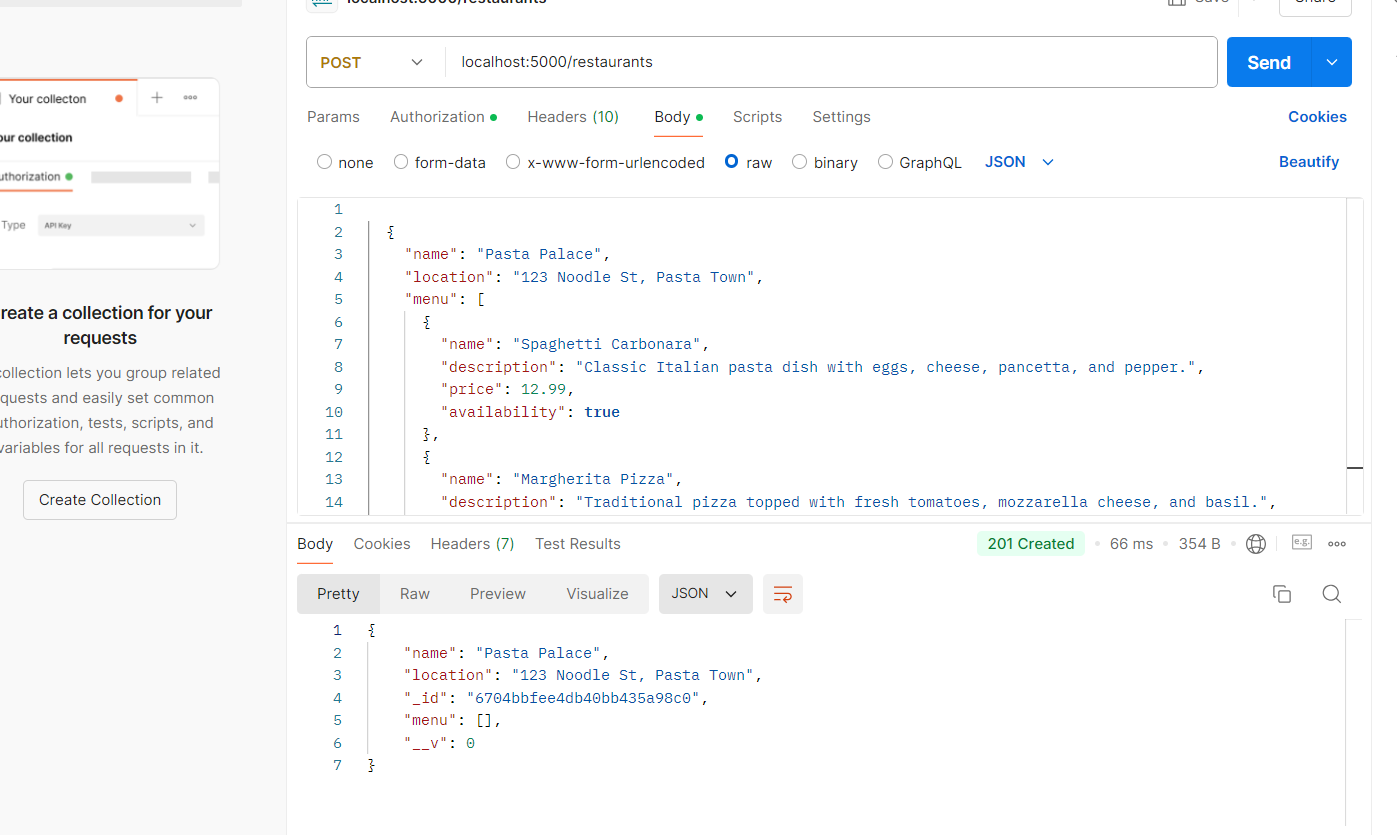 localhost:5000/restaurants
Save
Share
POST
localhost:5000/restaurants
Send
Your collecton
our collection
uthorization
Type
API Key
reate a collection for your
requests
collection lets you group related
quests and easily set common
uthorization, tests, scripts, and
variables for all requests in it.
Create Collection
Params Authorization Headers (10) Body Scripts Settings Cookies
none form-data x-www-form-urlencoded raw binary GraphQL JSON Beautify
1
2 {
3 "name": "Pasta Palace",
4 "location": "123 Noodle St, Pasta Town",
5 "menu": [
6 {
7 "name": "Spaghetti Carbonara",
8 "description": "Classic Italian pasta dish with eggs, cheese, pancetta, and pepper.",
9 "price": 12.99,
10 "availability": true
11 },
12 {
13 "name": "Margherita Pizza",
14 "description": "Traditional pizza topped with fresh tomatoes, mozzarella cheese, and basil.",
Body Cookies Headers (7) Test Results 201 Created 66 ms 354 B e.g.
Pretty Raw Preview Visualize JSON
1 {
2 "name": "Pasta Palace",
3 "location": "123 Noodle St, Pasta Town",
4 "_id": "6704bbfee4db40bb435a98c0",
5 "menu": [],
6 "__v": 0
7 }